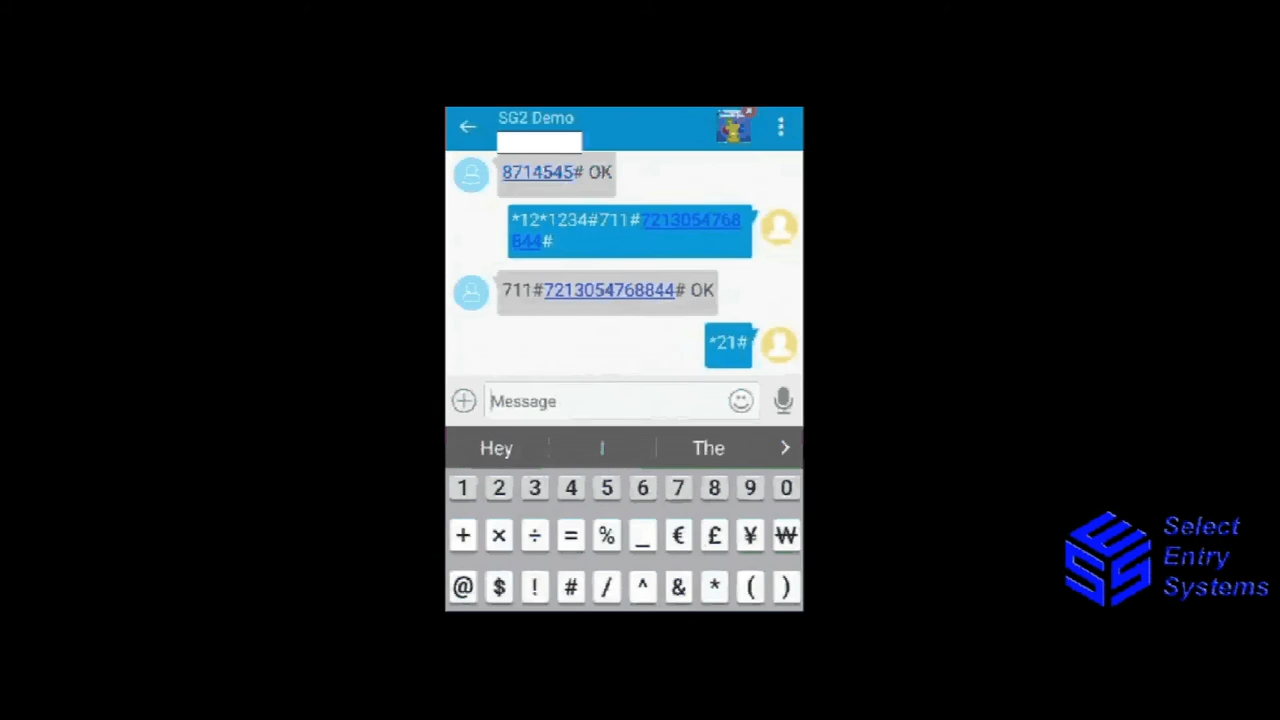 SG2 Demo
8714545# OK
*12*1234#711#7213054768
844#
711#7213054768844# OK
*21#
Message
Hey I The
1 2 3 4 5 6 7 8 9 0
+ × ÷ = % _ € £ ¥ ₩
@ $ ! # / ^ & * ( )
SES
Select
Entry
Systems